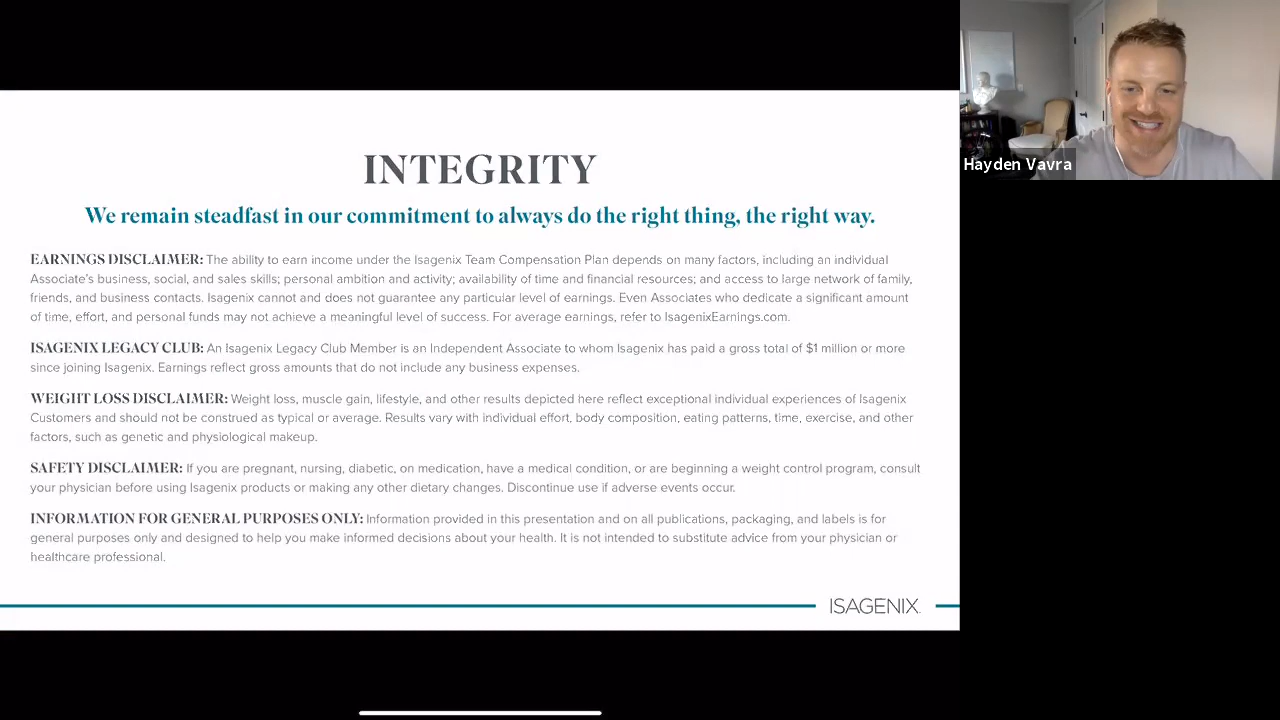 INTEGRITY
We remain steadfast in our commitment to always do the right thing, the right way.
EARNINGS DISCLAIMER: The ability to earn income under the Isagenix Team Compensation Plan depends on many factors, including an individual
Associate's business, social, and sales skills; personal ambition and activity; availability of time and financial resources; and access to large network of family,
friends, and business contacts. Isagenix cannot and does not guarantee any particular level of earnings. Even Associates who dedicate a significant amount
of time, effort, and personal funds may not achieve a meaningful level of success. For average earnings, refer to IsagenixEarnings.com.
ISAGENIX LEGACY CLUB: An Isagenix Legacy Club Member is an Independent Associate to whom Isagenix has paid a gross total of $1 million or more
since joining Isagenix. Earnings reflect gross amounts that do not include any business expenses.
WEIGHT LOSS DISCLAIMER: Weight loss, muscle gain, lifestyle, and other results depicted here reflect exceptional individual experiences of Isagenix
Customers and should not be construed as typical or average. Results vary with individual effort, body composition, eating patterns, time, exercise, and other
factors, such as genetic and physiological makeup.
SAFETY DISCLAIMER: If you are pregnant, nursing, diabetic, on medication, have a medical condition, or are beginning a weight control program, consult
your physician before using Isagenix products or making any other dietary changes. Discontinue use if adverse events occur.
INFORMATION FOR GENERAL PURPOSES ONLY: Information provided in this presentation and on all publications, packaging, and labels is for
general purposes only and designed to help you make informed decisions about your health. It is not intended to substitute advice from your physician or
healthcare professional.
ISAGENIX
Hayden Vavra